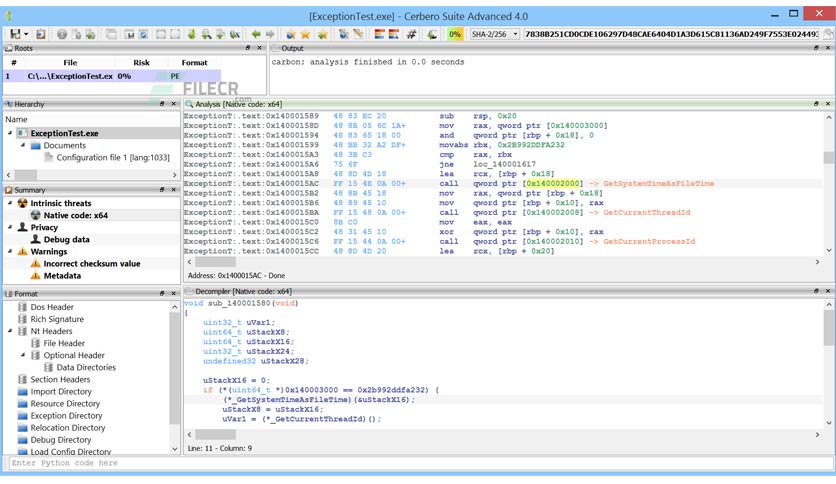 [ExceptionTest.exe] - Cerbero Suite Advanced 4.0
0% SHA-2/256 7838B251CD0CDE106297D48CAE6404D1A3D615C81136AD249F7553E024493
Roots
# File Risk Format
1 C:\...\ExceptionTest.ex 0% PE
Output
carbon: analysis finished in 0.0 seconds
FILECR
.com
Hierarchy
Name
ExceptionTest.exe
Documents
Configuration file 1 [lang:1033]
Summary
Intrinsic threats
Native code: x64
Privacy
Debug data
Warnings
Incorrect checksum value
Metadata
Format
Dos Header
Rich Signature
Nt Headers
File Header
Optional Header
Data Directories
Section Headers
Import Directory
Resource Directory
Exception Directory
Relocation Directory
Debug Directory
Load Config Directory
Analysis [Native code: x64]
ExceptionT:.text:0x140001589 48 83 EC 20 sub rsp, 0x20
ExceptionT:.text:0x14000158D 48 8B 05 6C 1A+ mov rax, qword ptr [0x140003000]
ExceptionT:.text:0x140001594 48 83 65 18 00 and qword ptr [rbp + 0x18], 0
ExceptionT:.text:0x140001599 48 BB 32 A2 DF+ movabs rbx, 0x2B992DDFA232
ExceptionT:.text:0x1400015A3 48 3B C3 cmp rax, rbx
ExceptionT:.text:0x1400015A6 75 6F jne loc_140001617
ExceptionT:.text:0x1400015A8 48 8D 4D 18 lea rcx, [rbp + 0x18]
ExceptionT:.text:0x1400015AC FF 15 4E 0A 00+ call qword ptr [0x140002000] -> GetSystemTimeAsFileTime
ExceptionT:.text:0x1400015B2 48 8B 45 18 mov rax, qword ptr [rbp + 0x18]
ExceptionT:.text:0x1400015B6 48 89 45 10 mov qword ptr [rbp + 0x10], rax
ExceptionT:.text:0x1400015BA FF 15 48 0A 00+ call qword ptr [0x140002008] -> GetCurrentThreadId
ExceptionT:.text:0x1400015C0 8B C0 mov eax, eax
ExceptionT:.text:0x1400015C2 48 31 45 10 xor qword ptr [rbp + 0x10], rax
ExceptionT:.text:0x1400015C6 FF 15 44 0A 00+ call qword ptr [0x140002010] -> GetCurrentProcessId
ExceptionT:.text:0x1400015CC 48 8D 4D 20 lea rcx, [rbp + 0x20]
Address: 0x1400015AC - Done
Decompiler [Native code: x64]
void sub_140001580(void)
{
uint32_t uVar1;
uint64_t uStackX8;
uint64_t uStackX16;
uint32_t uStackX24;
undefined32 uStackX28;
uStackX16 = 0;
if (*(uint64_t *)0x140003000 == 0x2b992ddfa232) {
(*_GetSystemTimeAsFileTime)(&uStackX16);
uStackX8 = uStackX16;
uVar1 = (*_GetCurrentThreadId)();
Line: 11 - Column: 9
Enter Python code here